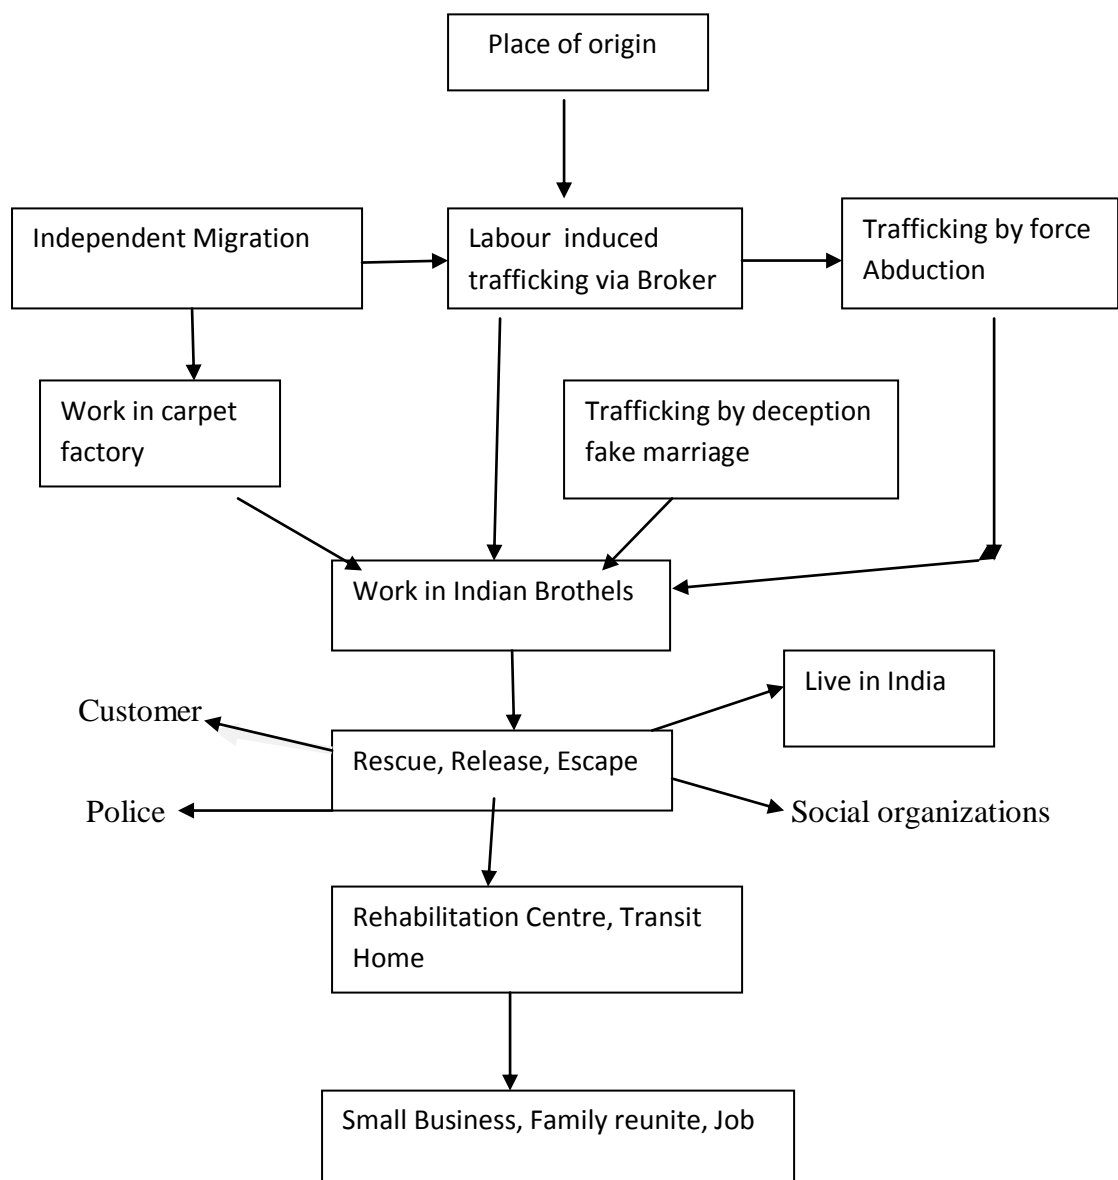 Place of origin
Independent Migration
Labour induced
trafficking via Broker
Trafficking by force
Abduction
Work in carpet
factory
Trafficking by deception
fake marriage
Work in Indian Brothels
Live in India
Customer
Rescue, Release, Escape
Police
Social organizations
Rehabilitation Centre, Transit
Home
Small Business, Family reunite, Job